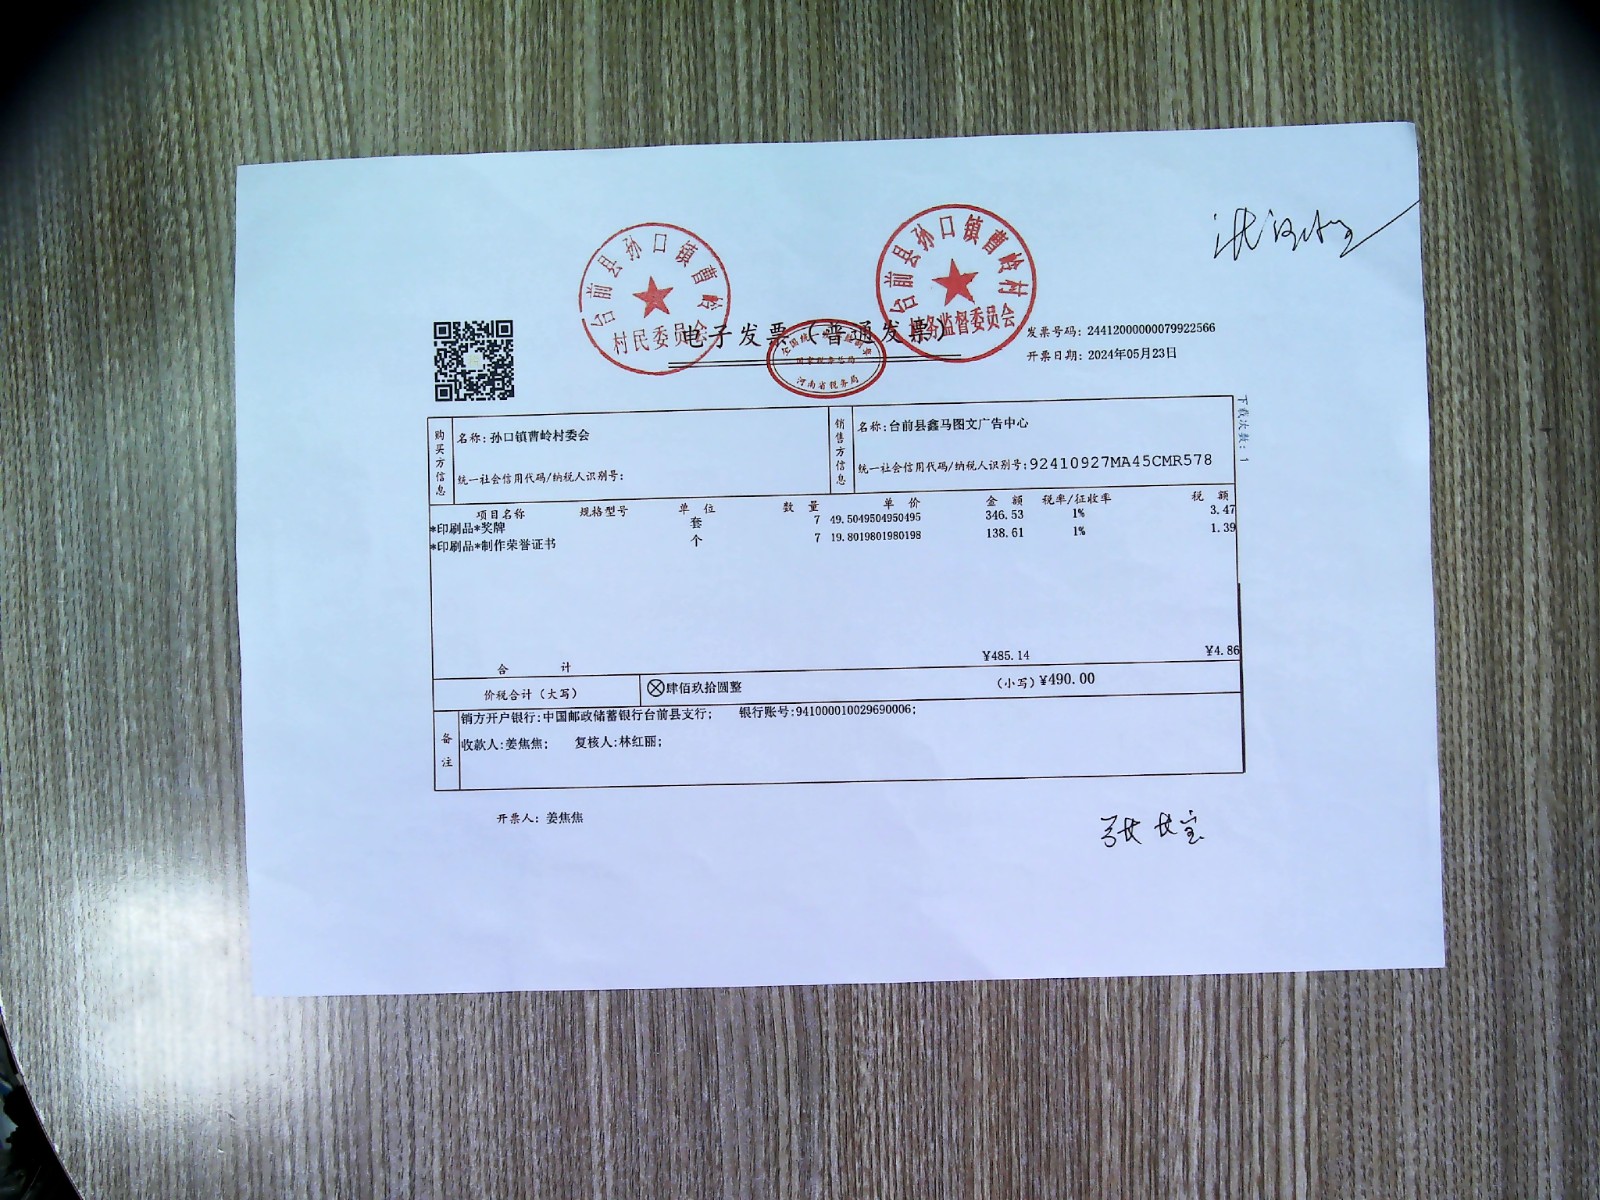 台前县孙口镇曹岭
村民委员会
台前县孙口镇曹岭村
村务监督委员会
电子发票（普通发票）
国家税务总局
河南省税务局
发票号码: 24412000000079922566
开票日期: 2024年05月23日
下载次数: 1
购买方信息
名称: 孙口镇曹岭村委会
统一社会信用代码/纳税人识别号:
销售方信息
名称: 台前县鑫马图文广告中心
统一社会信用代码/纳税人识别号: 92410927MA45CMR578
项目名称 规格型号 单位 数量 单价 金额 税率/征收率 税额
*印刷品*奖牌 套 7 49.5049504950495 346.53 1% 3.47
*印刷品*制作荣誉证书 个 7 19.8019801980198 138.61 1% 1.39
合计 ¥485.14 ¥4.86
价税合计（大写） ⊗肆佰玖拾圆整 （小写）¥490.00
备注
销方开户银行:中国邮政储蓄银行台前县支行; 银行账号:941000010029690006;
收款人:姜焦焦; 复核人:林红丽;
开票人: 姜焦焦